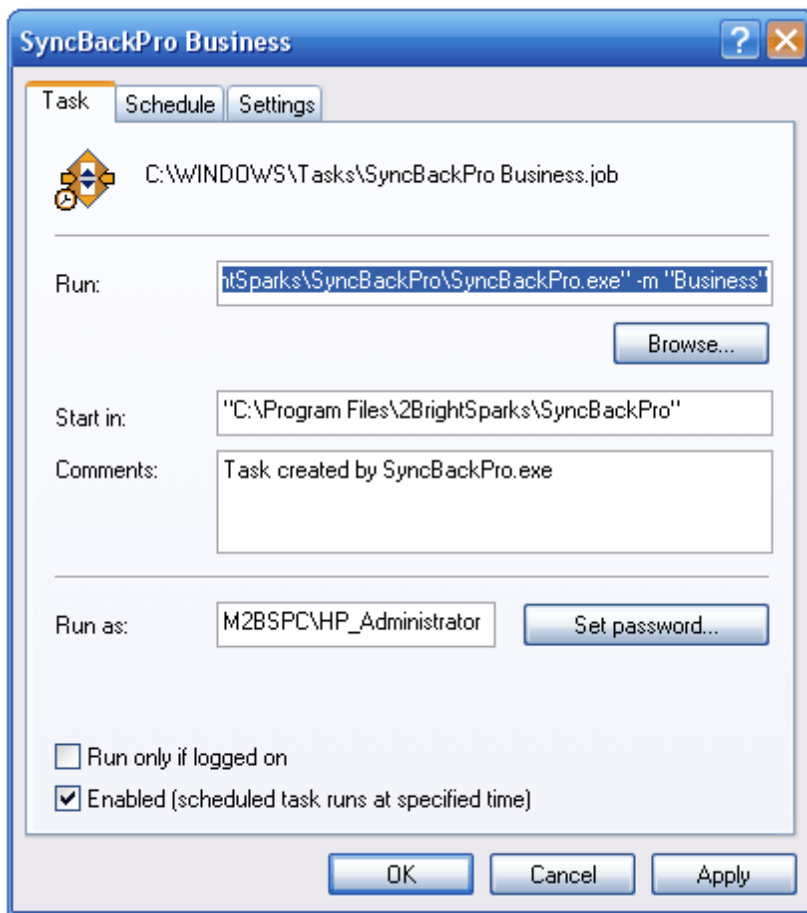 SyncBackPro Business
Task Schedule Settings
C:\WINDOWS\Tasks\SyncBackPro Business.job
Run: ntSparks\SyncBackPro\SyncBackPro.exe" -m "Business"
Browse...
Start in: "C:\Program Files\2BrightSparks\SyncBackPro"
Comments: Task created by SyncBackPro.exe
Run as: M2BSPC\HP_Administrator Set password...
Run only if logged on
Enabled (scheduled task runs at specified time)
OK Cancel Apply